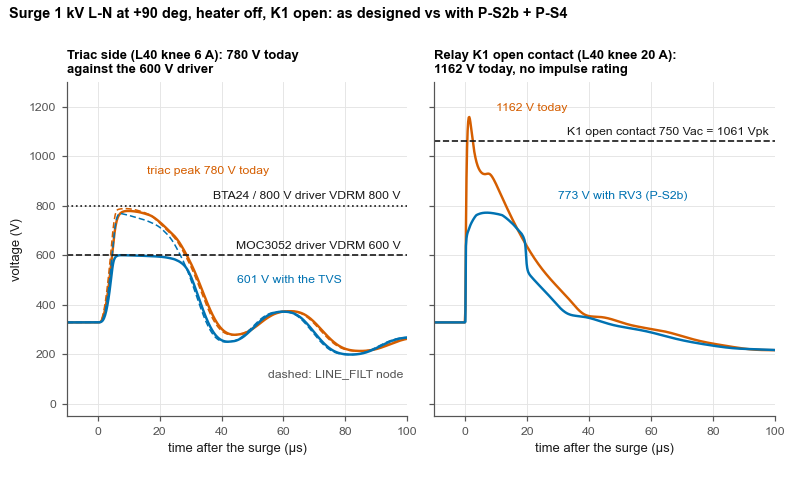 Surge 1 kV L-N at +90 deg, heater off, K1 open: as designed vs with P-S2b + P-S4
Triac side (L40 knee 6 A): 780 V today
against the 600 V driver
Relay K1 open contact (L40 knee 20 A):
1162 V today, no impulse rating
voltage (V)
1200
1000
800
600
400
200
0
triac peak 780 V today
BTA24 / 800 V driver VDRM 800 V
MOC3052 driver VDRM 600 V
601 V with the TVS
dashed: LINE_FILT node
0
20
40
60
80
100
time after the surge (µs)
1162 V today
K1 open contact 750 Vac = 1061 Vpk
773 V with RV3 (P-S2b)
0
20
40
60
80
100
time after the surge (µs)